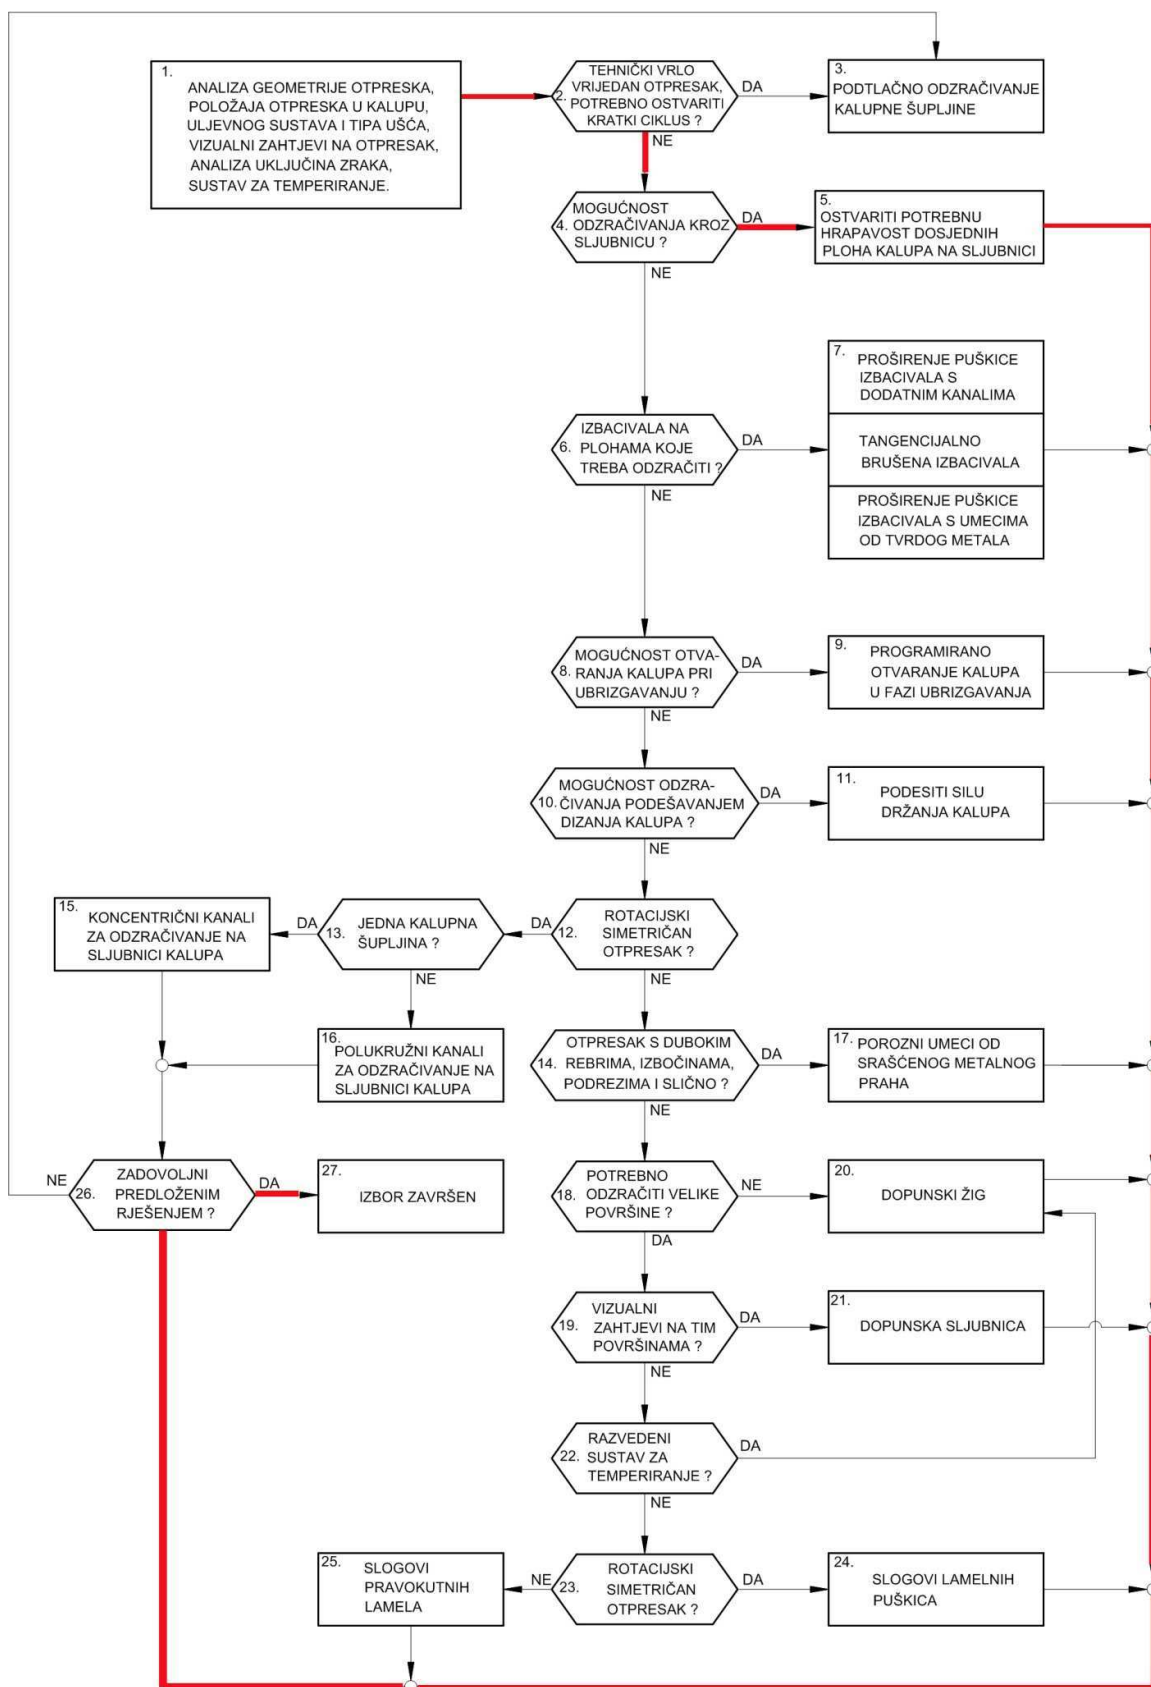 1.
ANALIZA GEOMETRIJE OTPRESKA,
POLOŽAJA OTPRESKA U KALUPU,
ULJEVNOG SUSTAVA I TIPA UŠĆA,
VIZUALNI ZAHTJEVI NA OTPRESAK,
ANALIZA UKLJUČINA ZRAKA,
SUSTAV ZA TEMPERIRANJE.
TEHNIČKI VRLO
VRIJEDAN OTPRESAK,
2. POTREBNO OSTVARITI
KRATKI CIKLUS ?
DA
NE
3.
PODTLAČNO ODZRAČIVANJE
KALUPNE ŠUPLJINE
MOGUĆNOST
4. ODZRAČIVANJA KROZ
SLJUBNICU ?
DA
NE
5.
OSTVARITI POTREBNU
HRAPAVOST DOSJEDNIH
PLOHA KALUPA NA SLJUBNICI
IZBACIVALA NA
6. PLOHAMA KOJE
TREBA ODZRAČITI ?
DA
NE
7. PROŠIRENJE PUŠKICE
IZBACIVALA S
DODATNIM KANALIMA
TANGENCIJALNO
BRUŠENA IZBACIVALA
PROŠIRENJE PUŠKICE
IZBACIVALA S UMECIMA
OD TVRDOG METALA
MOGUĆNOST OTVA-
8. RANJA KALUPA PRI
UBRIZGAVANJU ?
DA
NE
9.
PROGRAMIRANO
OTVARANJE KALUPA
U FAZI UBRIZGAVANJA
MOGUĆNOST ODZRA-
10. ČIVANJA PODEŠAVANJEM
DIZANJA KALUPA ?
DA
NE
11.
PODESITI SILU
DRŽANJA KALUPA
ROTACIJSKI
12. SIMETRIČAN
OTPRESAK ?
DA
NE
JEDNA KALUPNA
13. ŠUPLJINA ?
DA
NE
15.
KONCENTRIČNI KANALI
ZA ODZRAČIVANJE NA
SLJUBNICI KALUPA
16.
POLUKRUŽNI KANALI
ZA ODZRAČIVANJE NA
SLJUBNICI KALUPA
OTPRESAK S DUBOKIM
14. REBRIMA, IZBOČINAMA,
PODREZIMA I SLIČNO ?
DA
NE
17. POROZNI UMECI OD
SRAŠĆENOG METALNOG
PRAHA
ZADOVOLJNI
26. PREDLOŽENIM
RJEŠENJEM ?
NE
DA
27.
IZBOR ZAVRŠEN
POTREBNO
18. ODZRAČITI VELIKE
POVRŠINE ?
NE
DA
20.
DOPUNSKI ŽIG
VIZUALNI
19. ZAHTJEVI NA TIM
POVRŠINAMA ?
DA
NE
21.
DOPUNSKA SLJUBNICA
RAZVEDENI
22. SUSTAV ZA
TEMPERIRANJE ?
DA
NE
ROTACIJSKI
23. SIMETRIČAN
OTPRESAK ?
NE
DA
25.
SLOGOVI
PRAVOKUTNIH
LAMELA
24.
SLOGOVI LAMELNIH
PUŠKICA